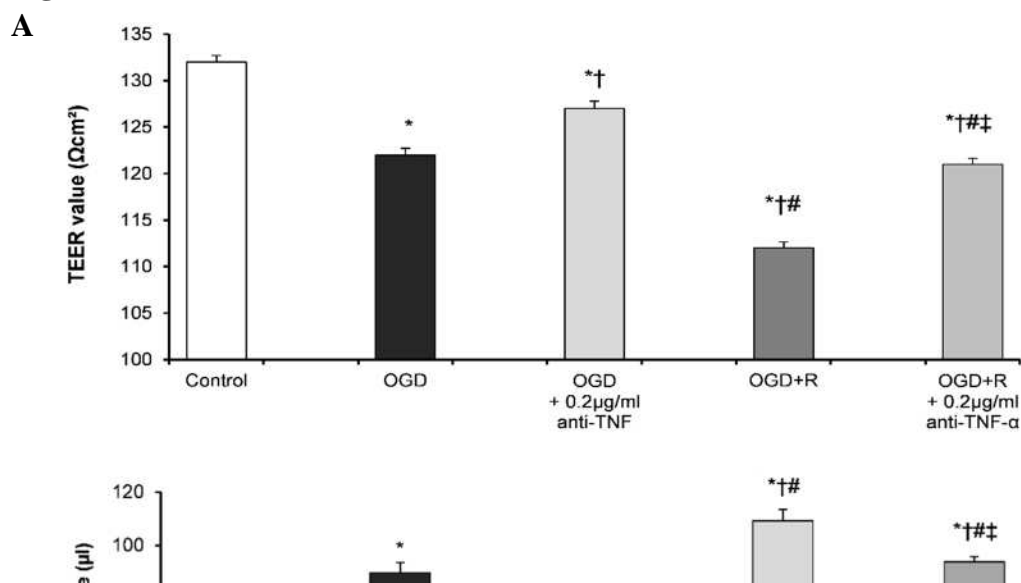 A
135
130
125
120
115
110
105
100
TEER value (Ωcm²)
*
*†
*†#
*†#‡
Control
OGD
OGD
+ 0.2µg/ml
anti-TNF
OGD+R
OGD+R
+ 0.2µg/ml
anti-TNF-α
120
100
(µl)
*
*†#
*†#‡